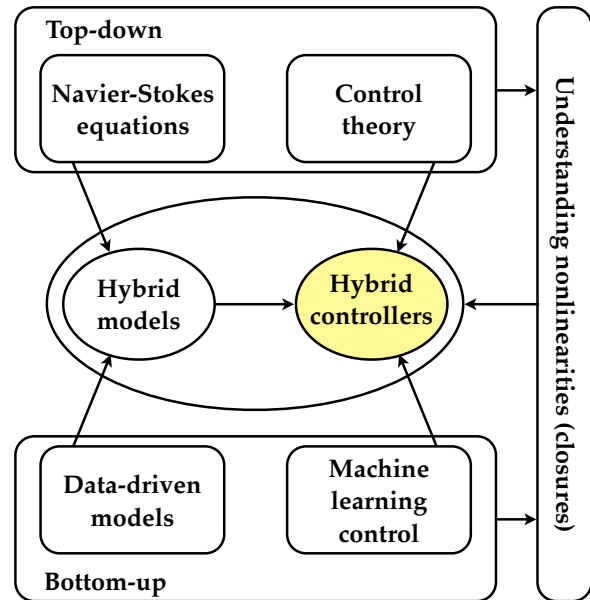 Top-down
Navier-Stokes
equations
Control
theory
Hybrid
models
Hybrid
controllers
Data-driven
models
Machine
learning
control
Bottom-up
Understanding nonlinearities (closures)